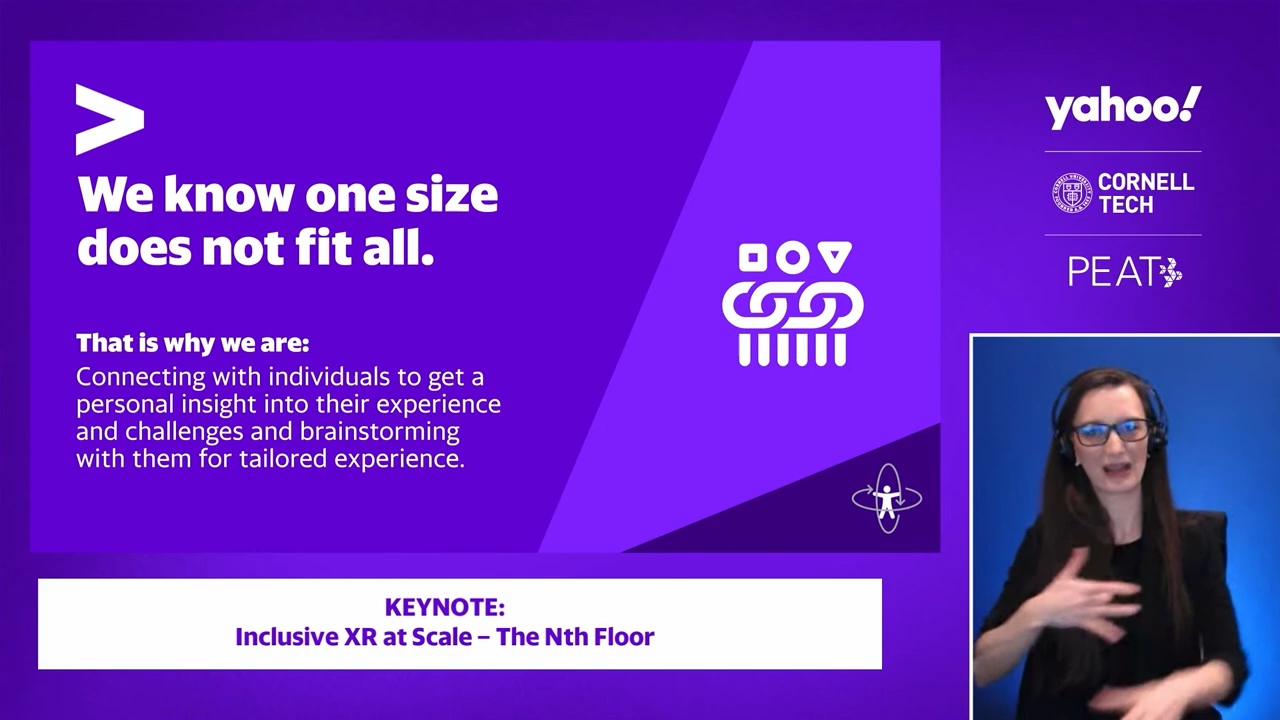 >
We know one size
does not fit all.
That is why we are:
Connecting with individuals to get a
personal insight into their experience
and challenges and brainstorming
with them for tailored experience.
yahoo!
CORNELL
TECH
PEAT
KEYNOTE:
Inclusive XR at Scale – The Nth Floor